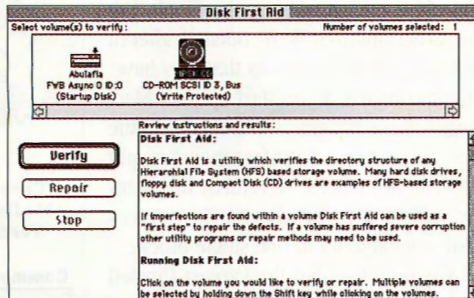 Disk First Aid
Select volume(s) to verify:
Number of volumes selected: 1
Abulafia
FWB Async 0 ID:0
(Startup Disk)
CD-ROM SCSI ID 3, Bus
(Write Protected)
Review instructions and results:
Verify
Repair
Stop
Disk First Aid:
Disk First Aid is a utility which verifies the directory structure of any
Hierarchial File System (HFS) based storage volume. Many hard disk drives,
floppy disk and Compact Disk (CD) drives are examples of HFS-based storage
volumes.
If imperfections are found within a volume Disk First Aid can be used as a
"first step" to repair the defects. If a volume has suffered severe corruption
other utility programs or repair methods may need to be used.
Running Disk First Aid:
Click on the volume you would like to verify or repair. Multiple volumes can
be selected by holding down the Shift key while clicking on the volumes.